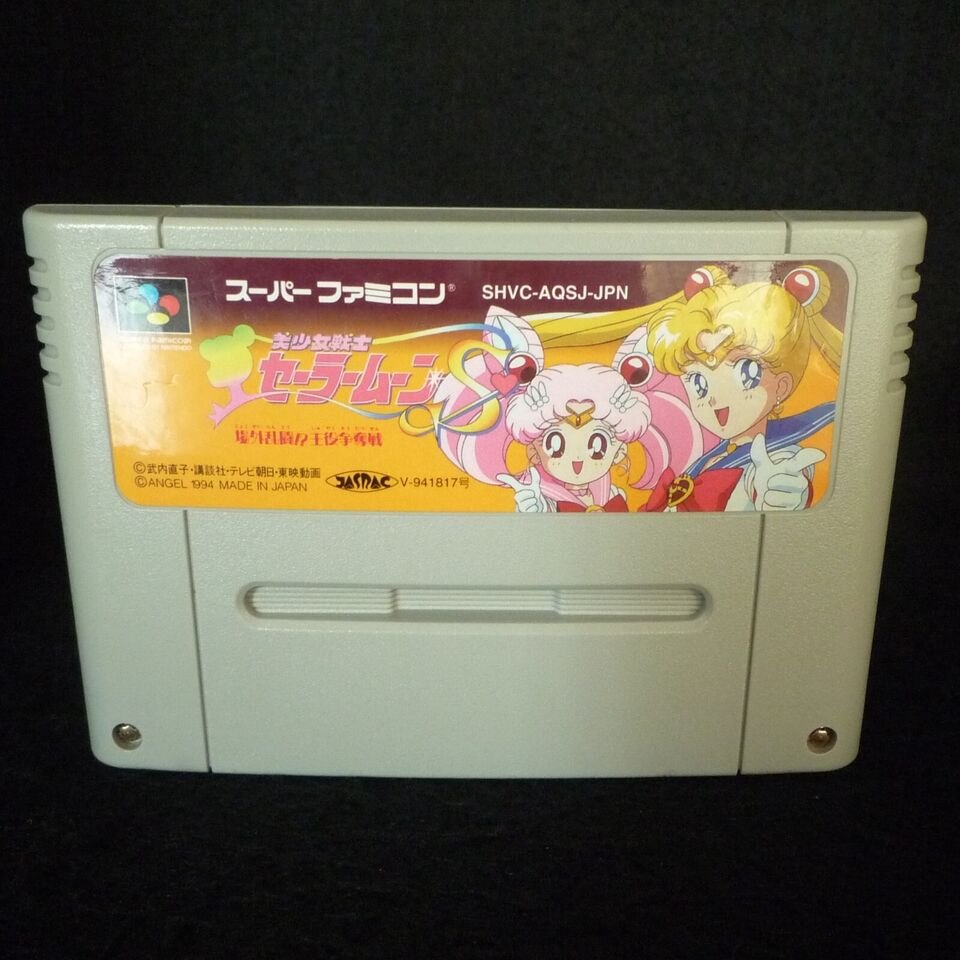 スーパーファミコン® SHVC-AQSJ-JPN
美少女戦士
セーラームーンS
場外乱闘!?主役争奪戦
©武内直子・講談社・テレビ朝日・東映動画
©ANGEL 1994 MADE IN JAPAN JASRAC V-941817号